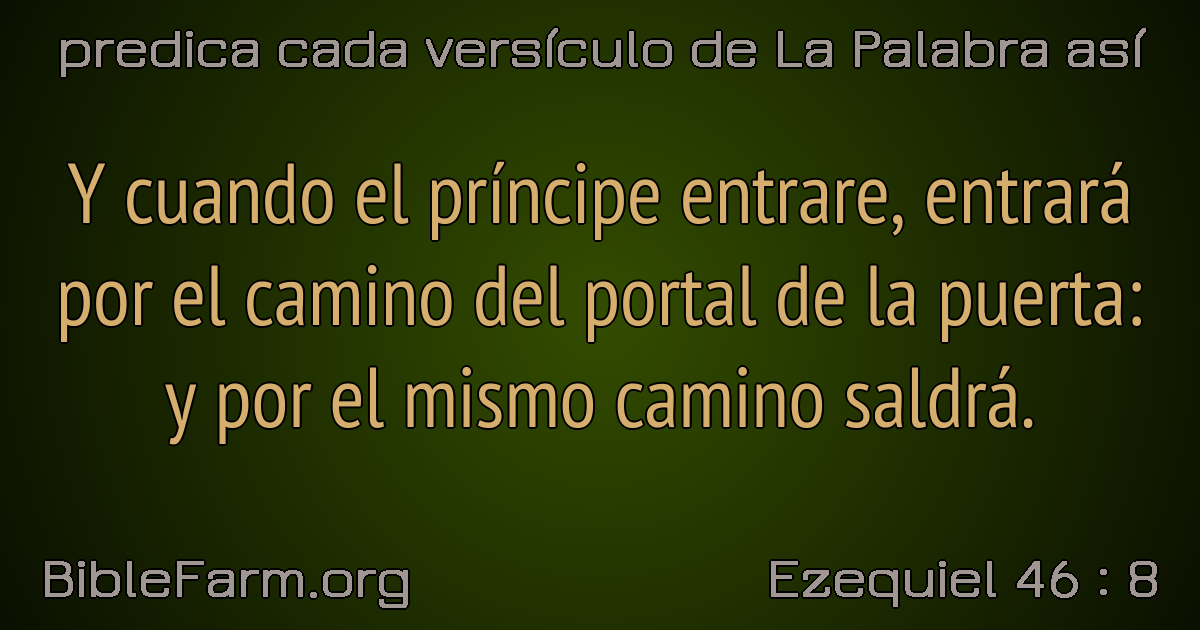 predica cada versículo de La Palabra así
Y cuando el príncipe entrare, entrará
por el camino del portal de la puerta:
y por el mismo camino saldrá.
BibleFarm.org
Ezequiel 46 : 8